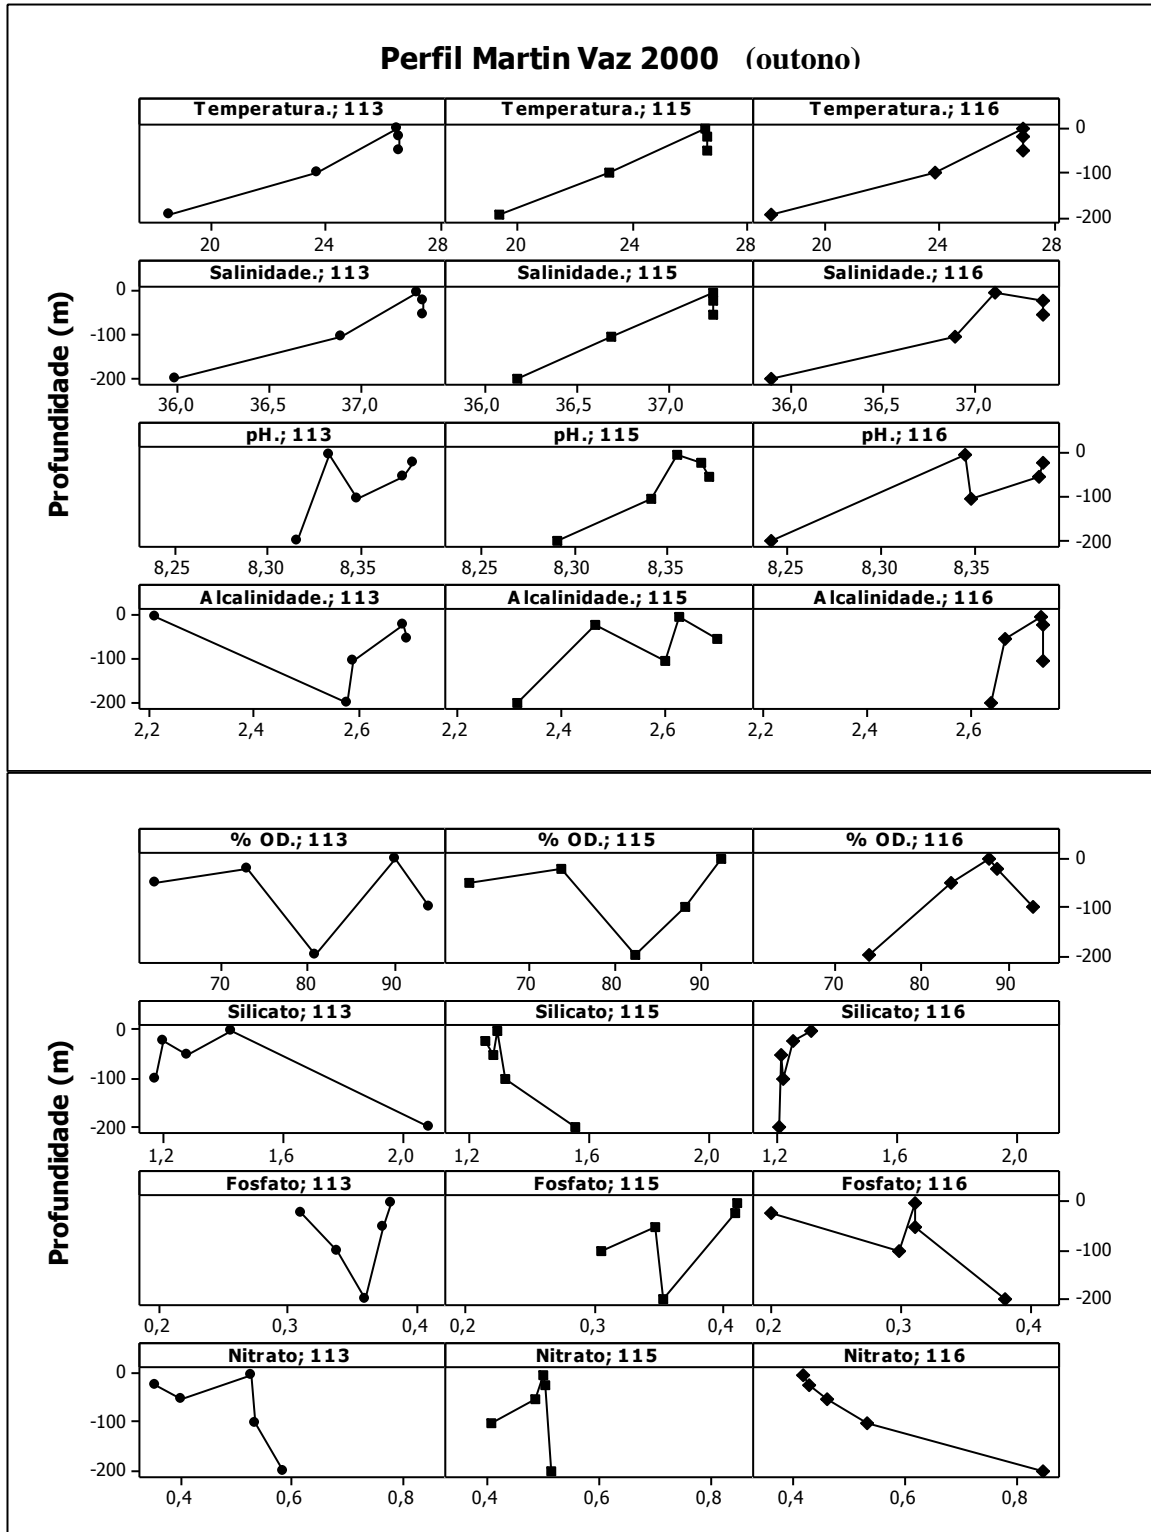 Perfil Martin Vaz 2000 (outono)
Temperatura.; 113 Temperatura.; 115 Temperatura.; 116
0
-100
-200
20 24 28 20 24 28 20 24 28
Salinidade.; 113 Salinidade.; 115 Salinidade.; 116
0
-100
-200
36,0 36,5 37,0 36,0 36,5 37,0 36,0 36,5 37,0
Profundidade (m)
pH.; 113 pH.; 115 pH.; 116
0
-100
-200
8,25 8,30 8,35 8,25 8,30 8,35 8,25 8,30 8,35
Alcalinidade.; 113 Alcalinidade.; 115 Alcalinidade.; 116
0
-100
-200
2,2 2,4 2,6 2,2 2,4 2,6 2,2 2,4 2,6
% OD.; 113 % OD.; 115 % OD.; 116
0
-100
-200
70 80 90 70 80 90 70 80 90
Silicato; 113 Silicato; 115 Silicato; 116
0
-100
-200
1,2 1,6 2,0 1,2 1,6 2,0 1,2 1,6 2,0
Profundidade (m)
Fosfato; 113 Fosfato; 115 Fosfato; 116
0
-100
-200
0,2 0,3 0,4 0,2 0,3 0,4 0,2 0,3 0,4
Nitrato; 113 Nitrato; 115 Nitrato; 116
0
-100
-200
0,4 0,6 0,8 0,4 0,6 0,8 0,4 0,6 0,8